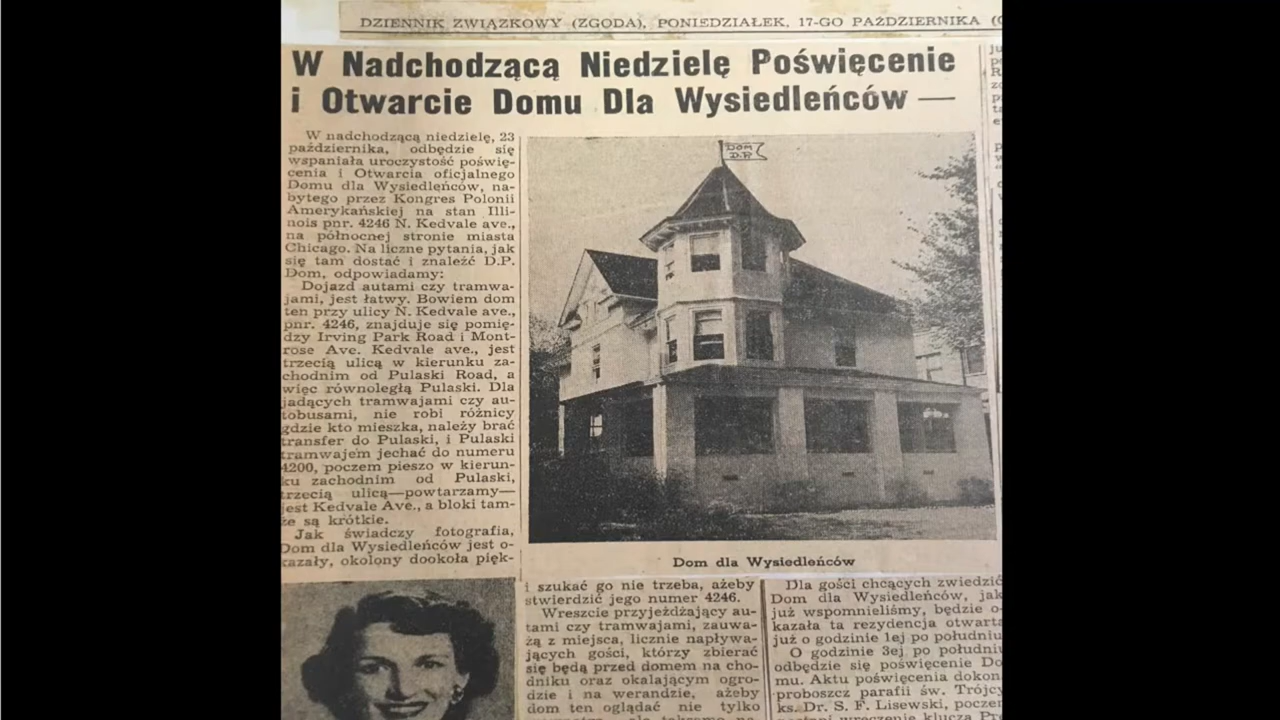 DZIENNIK ZWIĄZKOWY (ZGODA), PONIEDZIAŁEK, 17-GO PAŹDZIERNIKA
W Nadchodzącą Niedzielę Poświęcenie
i Otwarcie Domu Dla Wysiedleńców —
W nadchodzącą niedzielę, 23
października, odbędzie się
wspaniała uroczystość poświę-
cenia i Otwarcia oficjalnego
Domu dla Wysiedlęńców, na-
bytego przez Kongres Polonii
Amerykańskiej na stan Illi-
nois pnr. 4246 N. Kedvale ave.,
na północnej stronie miasta
Chicago. Na liczne pytania, jak
się tam dostać i znaleźć D.P.
Dom, odpowiadamy:
Dojazd autami czy tramwa-
jami, jest łatwy. Bowiem dom
ten przy ulicy N. Kedvale ave.,
pnr. 4246, znajduje się pomię-
dzy Irving Park Road i Mont-
rose Ave. Kedvale ave., jest
trzecią ulicą w kierunku za-
chodnim od Pulaski Road, a
więc równoległą Pulaski. Dla
jadących tramwajami czy au-
tobusami, nie robi różnicy
gdzie kto mieszka, należy brać
transfer do Pulaski, i Pulaski
tramwajem jechać do numeru
4200, poczem pieszo w kierun-
ku zachodnim od Pulaski,
trzecią ulicą—powtarzamy—
jest Kedvale Ave., a bloki tam-
że są krótkie.
Jak świadczy fotografia,
Dom dla Wysiedleńców jest o-
kazały, okolony dookoła pięk-
DOM
D.P.
Dom dla Wysiedleńców
i szukać go nie trzeba, ażeby
stwierdzić jego numer 4246.
Wreszcie przyjeżdżający au-
tami czy tramwajami, zauwa-
żą z miejsca, licznie napływa-
jących gości, którzy zbierać
się będą przed domem na cho-
dniku oraz okalającym ogro-
dzie i na werandzie, ażeby
dom ten oglądać nie tylko
Dla gości chcących zwiedzić
Dom dla Wysiedleńców, jak
już wspomnieliśmy, będzie o-
kazała ta rezydencja otwarta
już o godzinie 1ej po południu
O godzinie 3ej po południu
odbędzie się poświęcenie Do
mu. Aktu poświęcenia dokon
proboszcz parafii św. Trójcy
ks. Dr. S. F. Lisewski, poczem